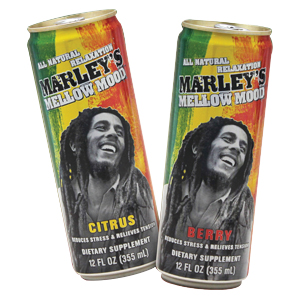 ALL NATURAL
RELAXATION
MARLEY'S
MELLOW MOOD
CITRUS
REDUCES STRESS & RELIEVES TENSION
DIETARY SUPPLEMENT
12 FL OZ (355 mL)
ALL NATURAL
RELAXATION
MARLEY'S
MELLOW MOOD
BERRY
REDUCES STRESS & RELIEVES TENSION
DIETARY SUPPLEMENT
12 FL OZ (355 mL)